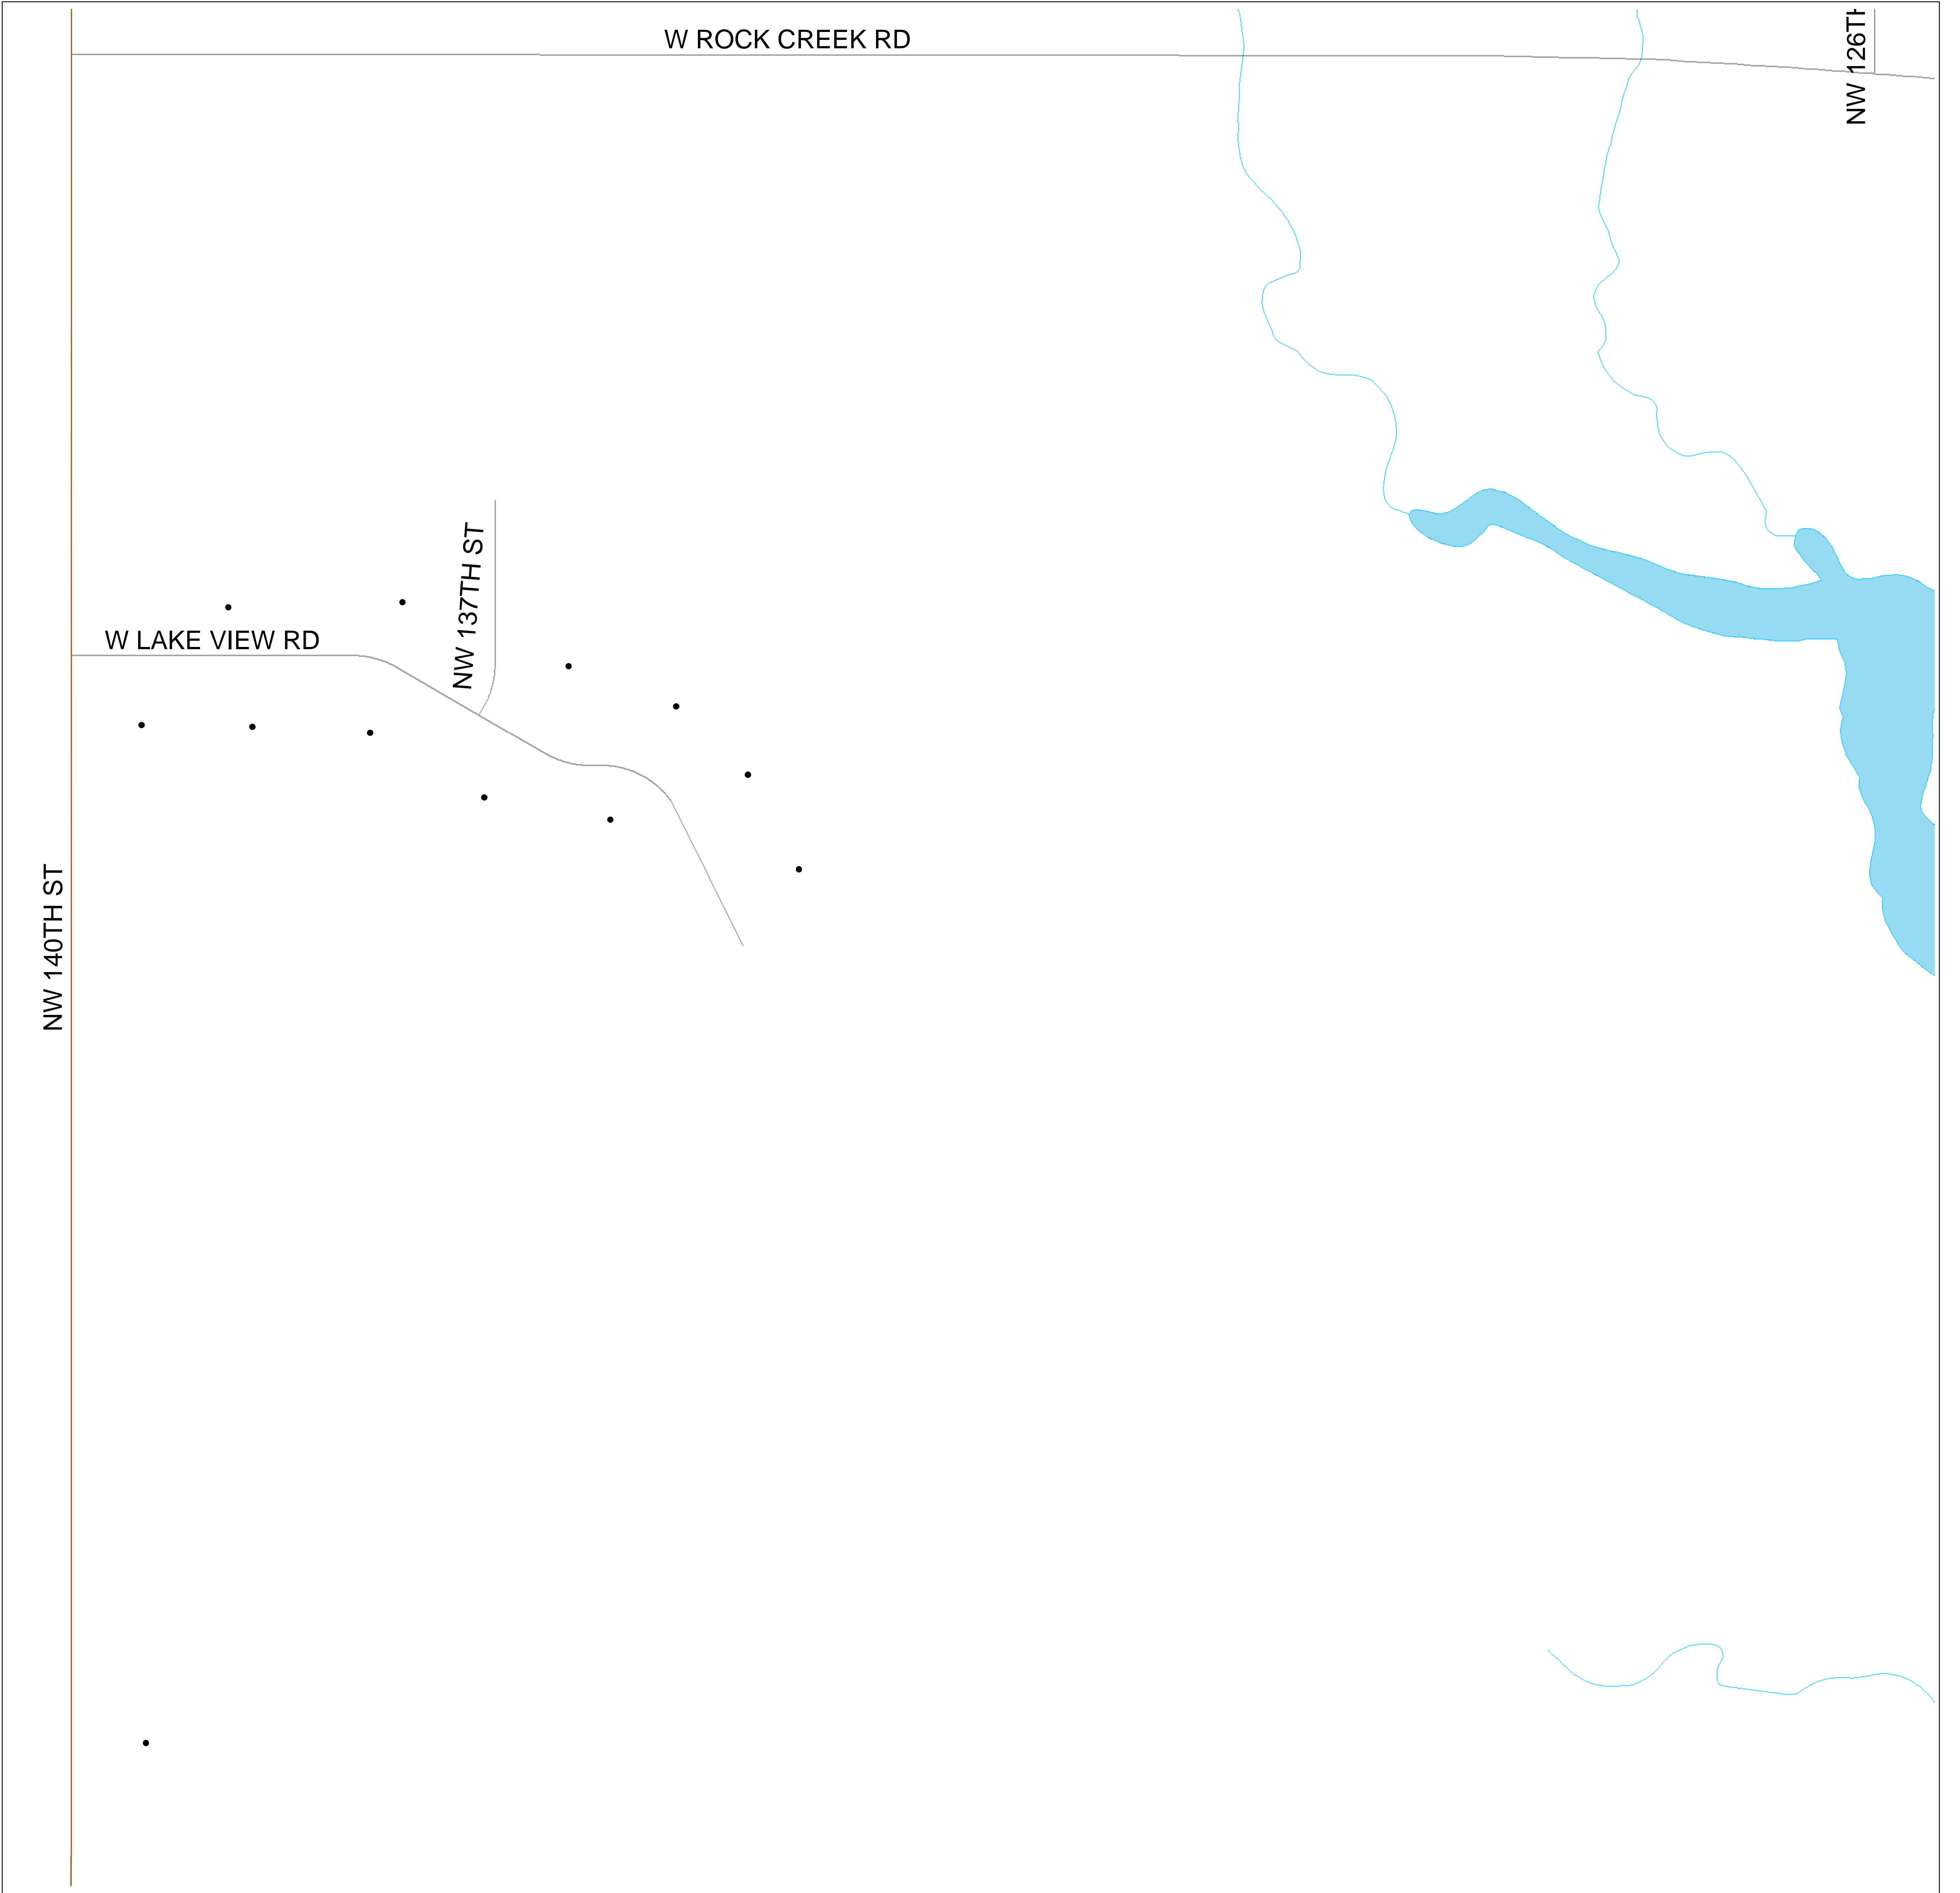 W ROCK CREEK RD
NW 126TH
NW 137TH ST
W LAKE VIEW RD
NW 140TH ST